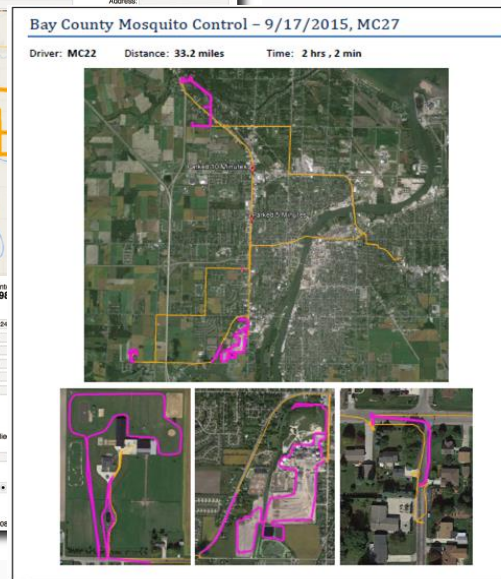 Address:
Bay County Mosquito Control – 9/17/2015, MC27
Driver: MC22 Distance: 33.2 miles Time: 2 hrs , 2 min
Parked 10 Minutes
Parked 5 Minutes